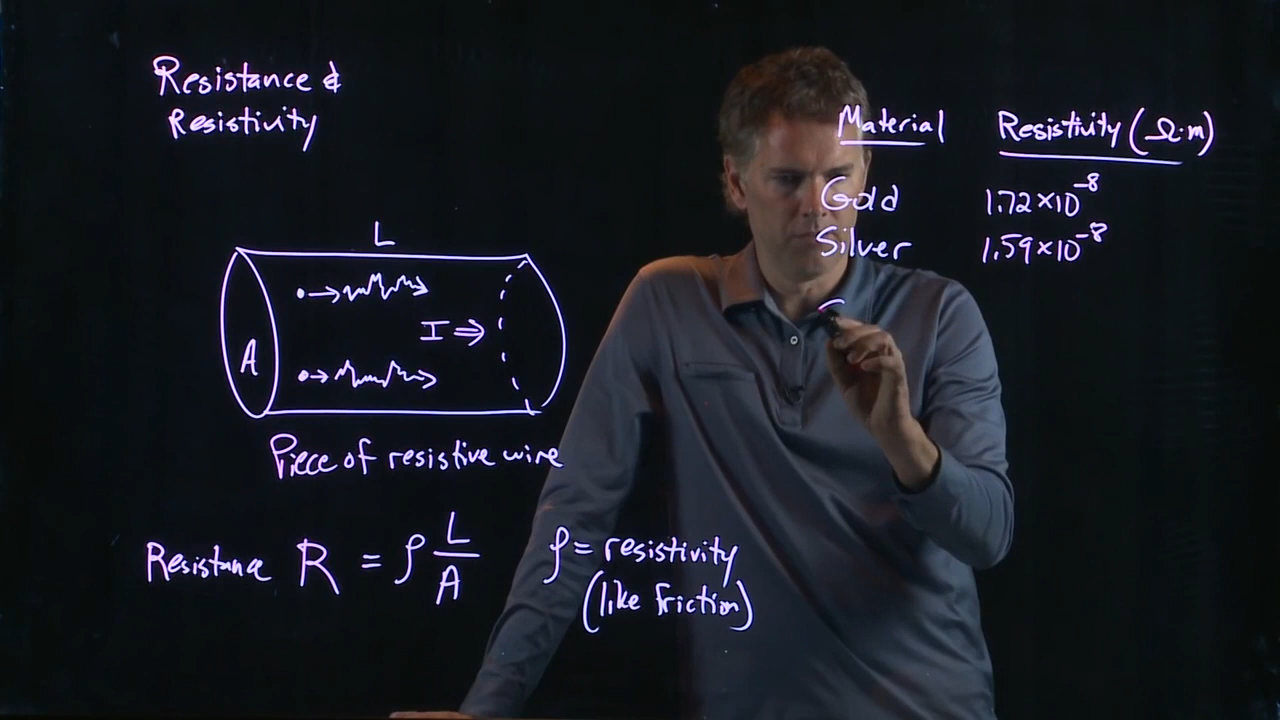 Resistance &
Resistivity
Material Resistivity (Ω·m)
Gold 1.72×10⁻⁸
Silver 1.59×10⁻⁸
L
I ⇒
A
Piece of resistive wire
Resistance R = ρ L/A ρ = resistivity
(like friction)